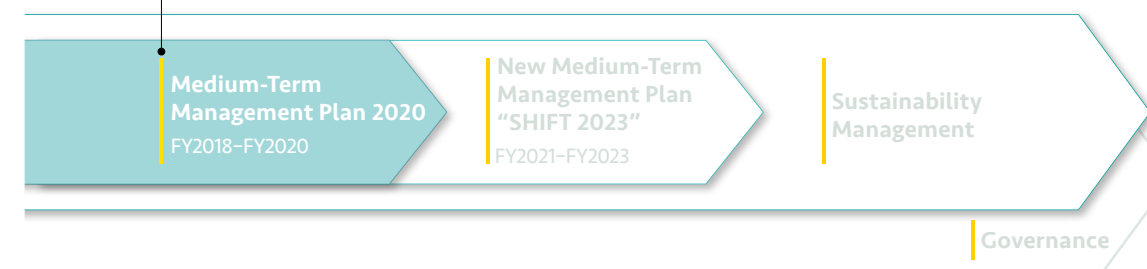 Medium-Term
Management Plan 2020
FY2018–FY2020
New Medium-Term
Management Plan
“SHIFT 2023”
FY2021–FY2023
Sustainability
Management
Governance